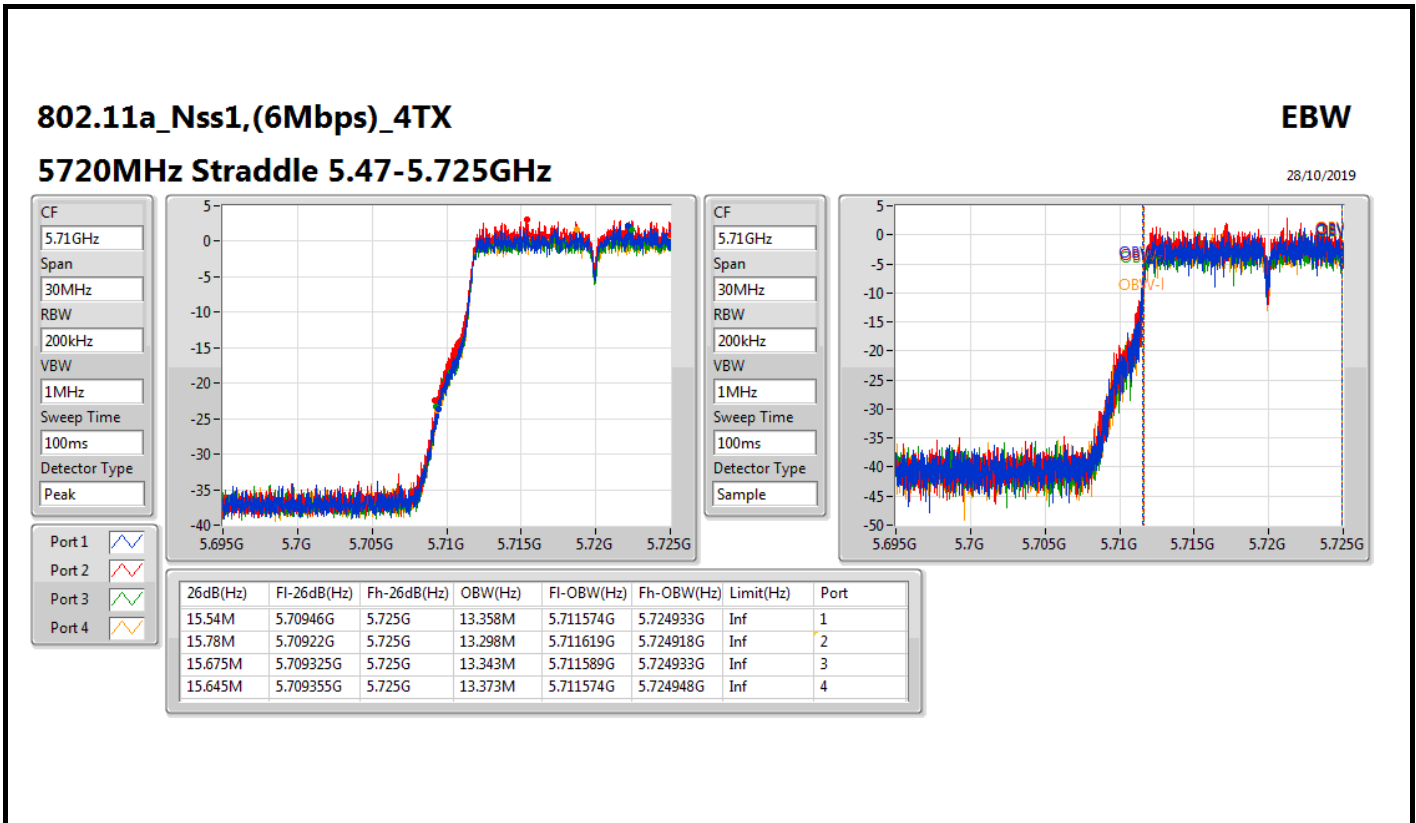 802.11a_Nss1,(6Mbps)_4TX
EBW
5720MHz Straddle 5.47-5.725GHz
28/10/2019
CF
5.71GHz
Span
30MHz
RBW
200kHz
VBW
1MHz
Sweep Time
100ms
Detector Type
Peak
5
0
-5
-10
-15
-20
-25
-30
-35
-40
5.695G 5.7G 5.705G 5.71G 5.715G 5.72G 5.725G
CF
5.71GHz
Span
30MHz
RBW
200kHz
VBW
1MHz
Sweep Time
100ms
Detector Type
Sample
5
0
-5
-10
-15
-20
-25
-30
-35
-40
-45
-50
OBW-l
5.695G 5.7G 5.705G 5.71G 5.715G 5.72G 5.725G
Port 1
Port 2
Port 3
Port 4
26dB(Hz) Fl-26dB(Hz) Fh-26dB(Hz) OBW(Hz) Fl-OBW(Hz) Fh-OBW(Hz) Limit(Hz) Port
15.54M 5.70946G 5.725G 13.358M 5.711574G 5.724933G Inf 1
15.78M 5.70922G 5.725G 13.298M 5.711619G 5.724918G Inf 2
15.675M 5.709325G 5.725G 13.343M 5.711589G 5.724933G Inf 3
15.645M 5.709355G 5.725G 13.373M 5.711574G 5.724948G Inf 4